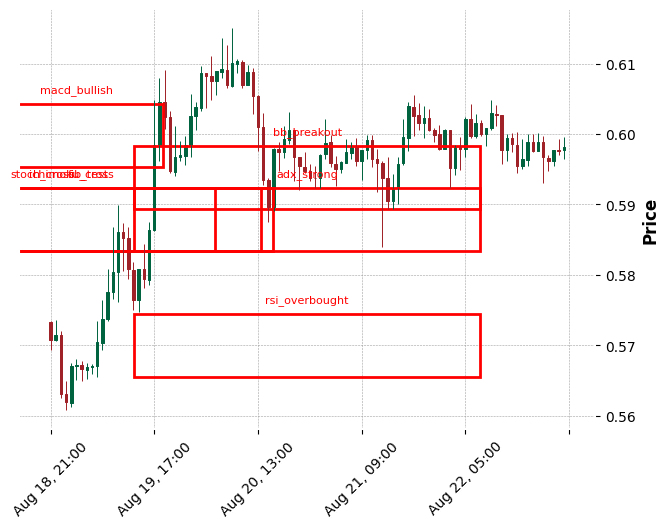 macd_bullish
0.61
bb_breakout
0.60
adx_strong
0.59
Price
0.58
rsi_overbought
0.57
0.56
Aug 18, 21:00
Aug 19, 17:00
Aug 20, 13:00
Aug 21, 09:00
Aug 22, 05:00